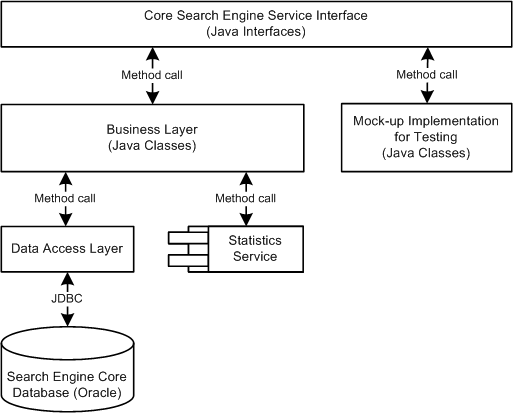 Core Search Engine Service Interface
(Java Interfaces)
Method call
Method call
Business Layer
(Java Classes)
Mock-up Implementation
for Testing
(Java Classes)
Method call
Method call
Data Access Layer
Statistics
Service
JDBC
Search Engine Core
Database (Oracle)